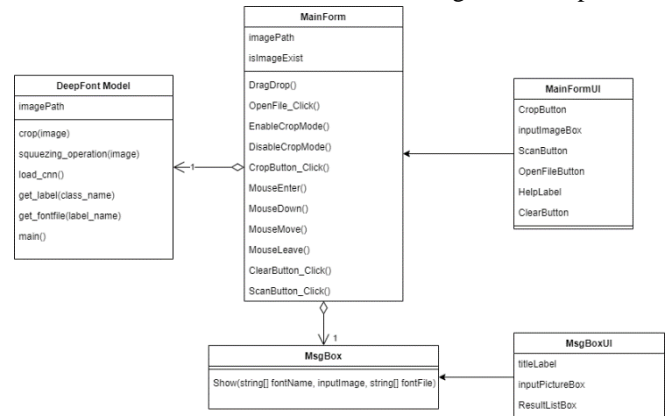 MainForm
imagePath
isImageExist
DragDrop()
OpenFile_Click()
EnableCropMode()
DisableCropMode()
CropButton_Click()
MouseEnter()
MouseDown()
MouseMove()
MouseLeave()
ClearButton_Click()
ScanButton_Click()
DeepFont Model
imagePath
crop(image)
squuezing_operation(image)
load_cnn()
get_label(class_name)
get_fontfile(label_name)
main()
1
MainFormUI
CropButton
inputImageBox
ScanButton
OpenFileButton
HelpLabel
ClearButton
1
MsgBox
Show(string[] fontName, inputImage, string[] fontFile)
MsgBoxUI
titleLabel
inputPictureBox
ResultListBox